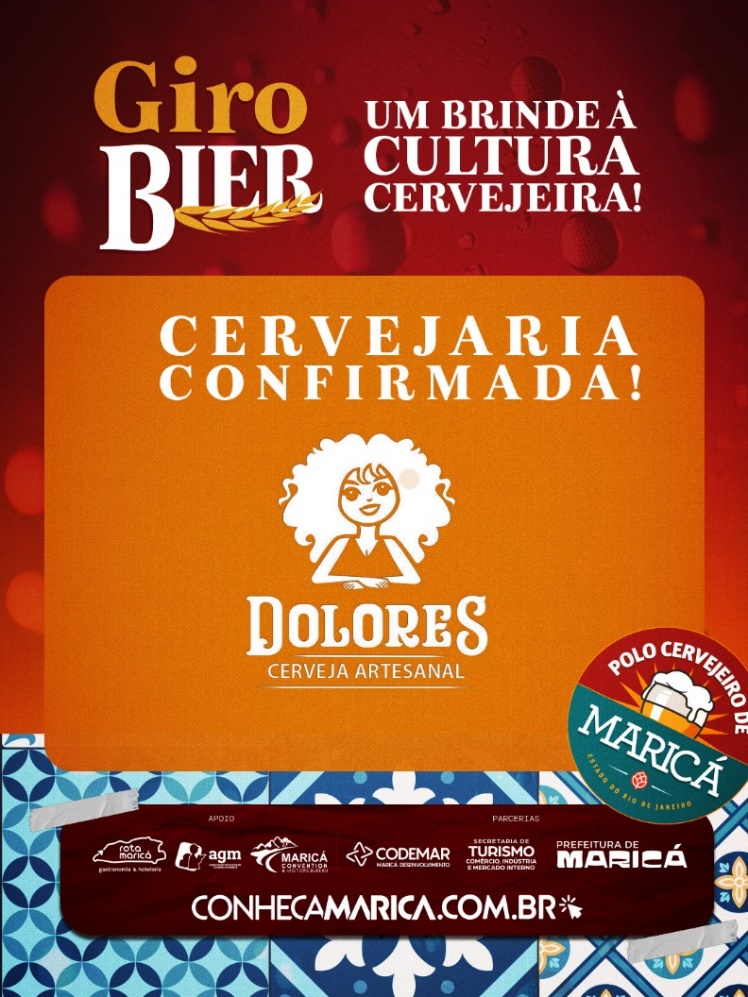 Giro
BIER
UM BRINDE À
CULTURA
CERVEJEIRA!
CERVEJARIA
CONFIRMADA!
DOLORES
CERVEJA ARTESANAL
POLO CERVEJEIRO DE
MARICÁ
ESTADO DO RIO DE JANEIRO
APOIO
PARCERIAS
rota
maricá
gastronomia & hotelaria
agm
MARICÁ
CONVENTION
& VISITORS BUREAU
CODEMAR
MARICÁ DESENVOLVIMENTO
SECRETARIA DE
TURISMO
COMÉRCIO, INDÚSTRIA
E MERCADO INTERNO
PREFEITURA DE
MARICÁ
CONHECAMARICA.COM.BR